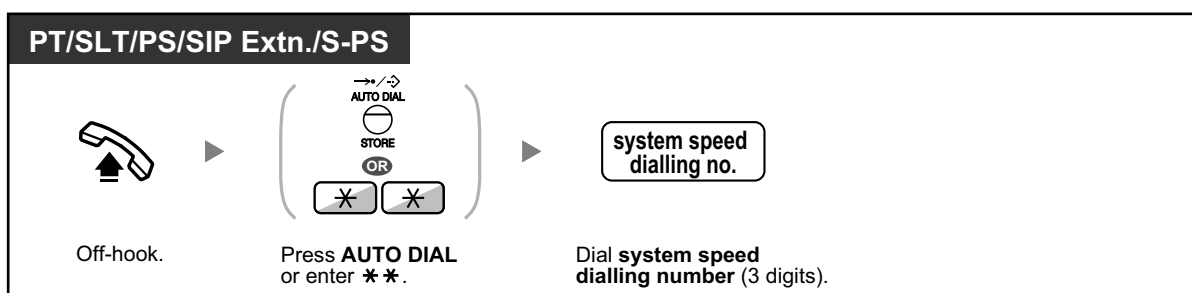 PT/SLT/PS/SIP Extn./S-PS
AUTO DIAL
STORE
OR
system speed
dialling no.
Off-hook.
Press AUTO DIAL
or enter ✱✱.
Dial system speed
dialling number (3 digits).